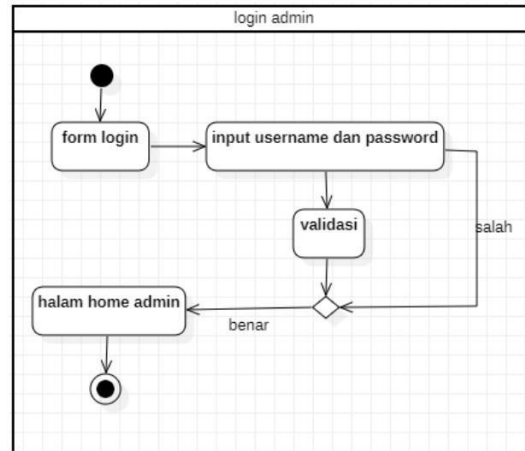 login admin
form login
input username dan password
validasi
salah
halam home admin
benar